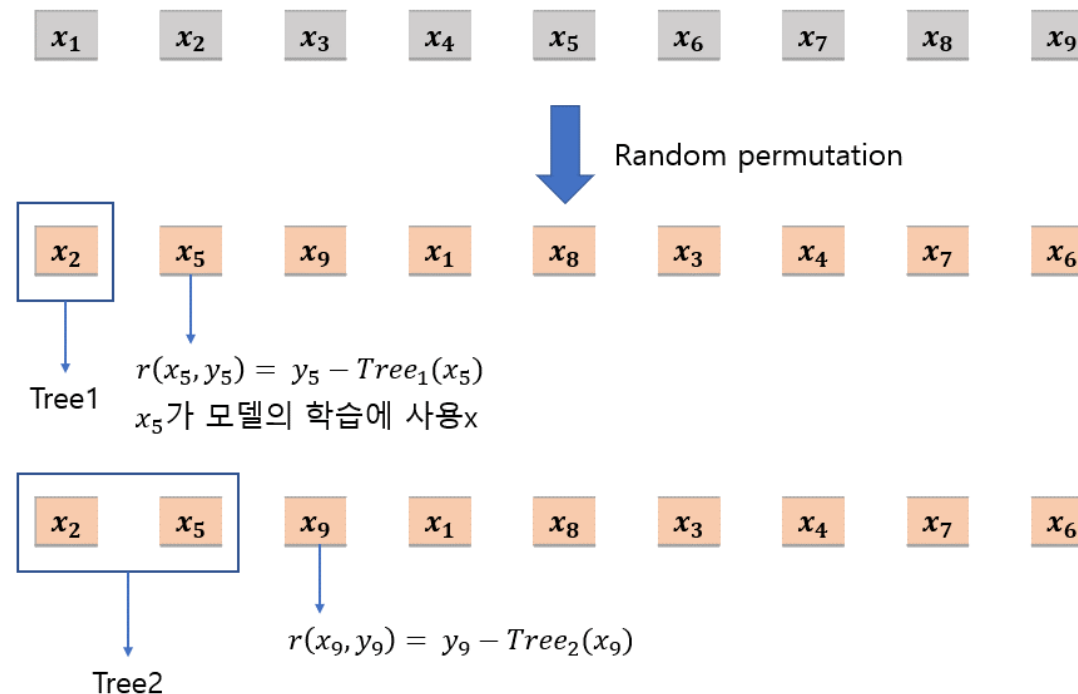 x₁ x₂ x₃ x₄ x₅ x₆ x₇ x₈ x₉
Random permutation
x₂ x₅ x₉ x₁ x₈ x₃ x₄ x₇ x₆
r(x₅, y₅) = y₅ − Tree₁(x₅)
Tree1
x₅가 모델의 학습에 사용x
x₂ x₅ x₉ x₁ x₈ x₃ x₄ x₇ x₆
r(x₉, y₉) = y₉ − Tree₂(x₉)
Tree2